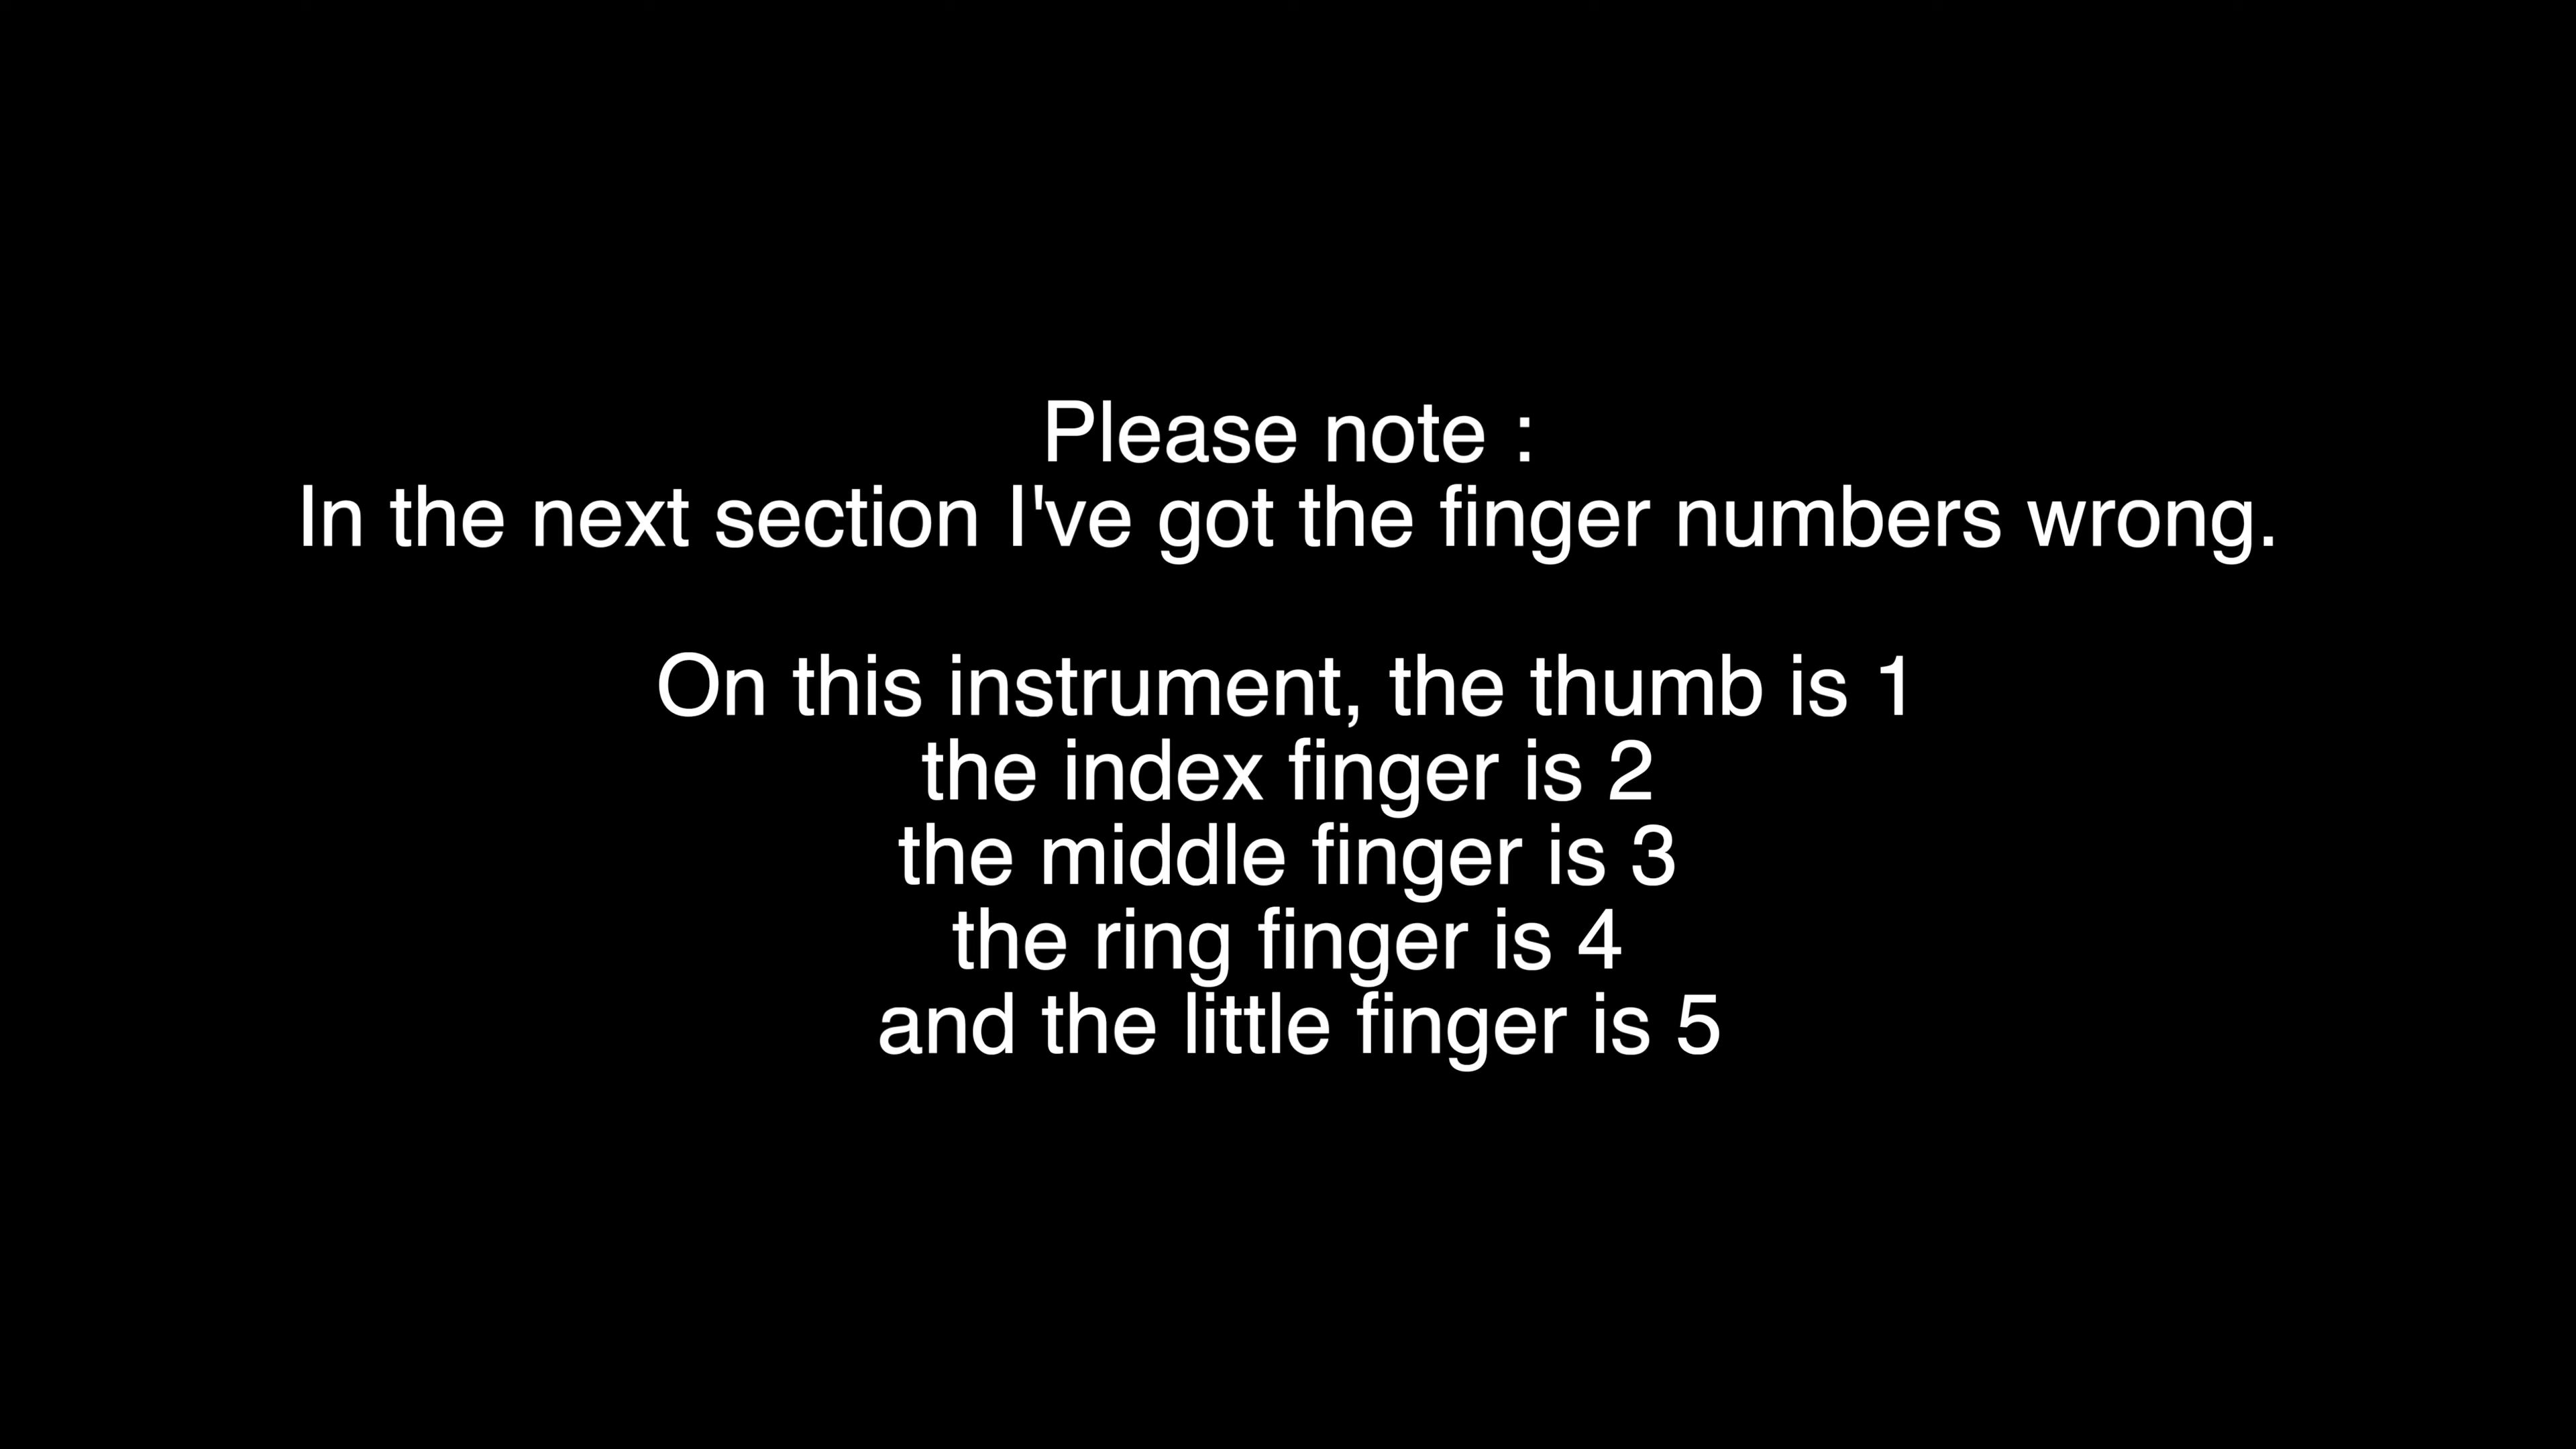 Please note :
In the next section I've got the finger numbers wrong.
On this instrument, the thumb is 1
the index finger is 2
the middle finger is 3
the ring finger is 4
and the little finger is 5